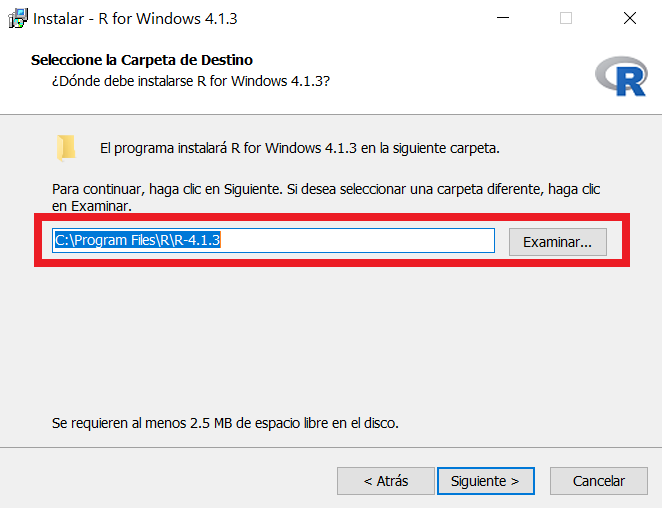 Instalar - R for Windows 4.1.3
Seleccione la Carpeta de Destino
¿Dónde debe instalarse R for Windows 4.1.3?
R
El programa instalará R for Windows 4.1.3 en la siguiente carpeta.
Para continuar, haga clic en Siguiente. Si desea seleccionar una carpeta diferente, haga clic
en Examinar.
C:\Program Files\R\R-4.1.3
Examinar...
Se requieren al menos 2.5 MB de espacio libre en el disco.
< Atrás
Siguiente >
Cancelar